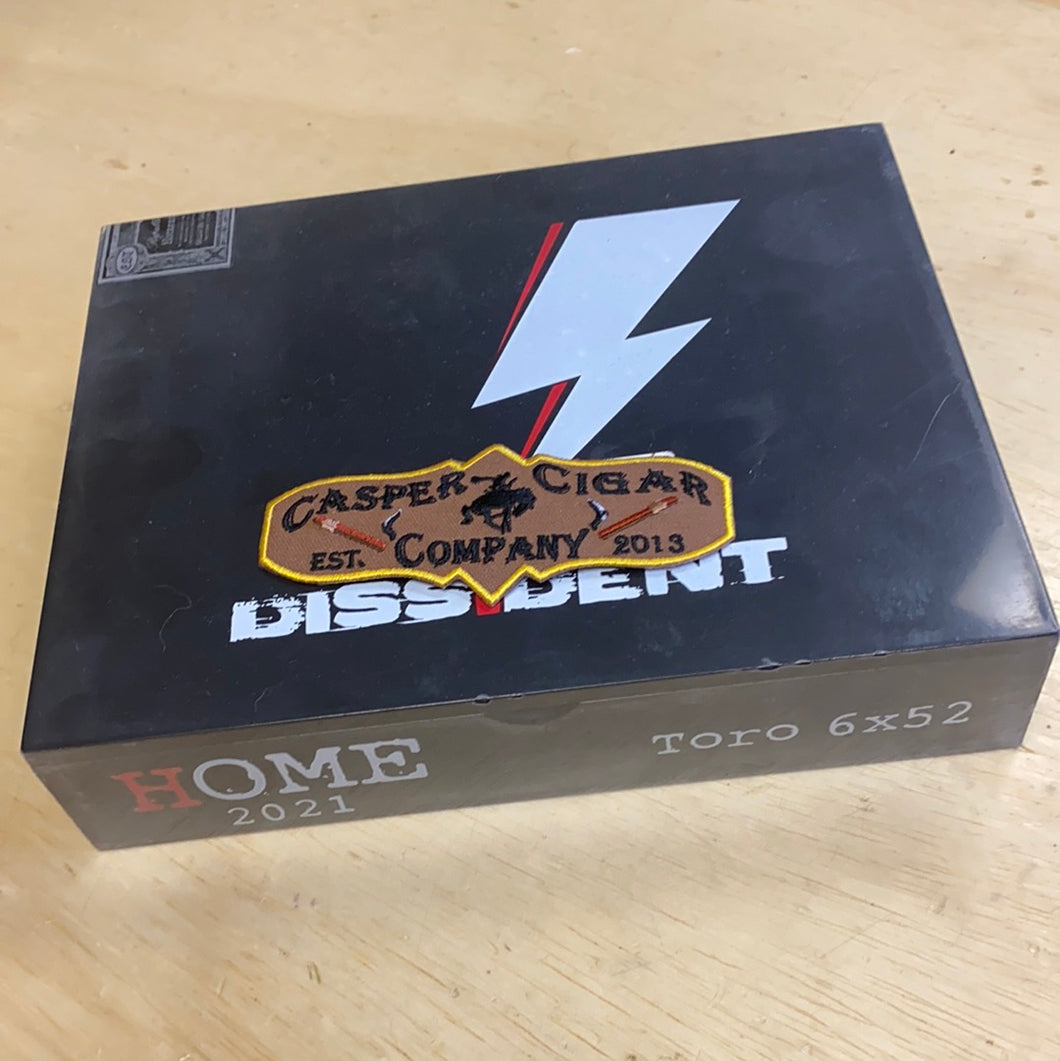 CASPER CIGAR
EST. COMPANY 2013
DISSIDENT
HOME
2021
Toro 6x52